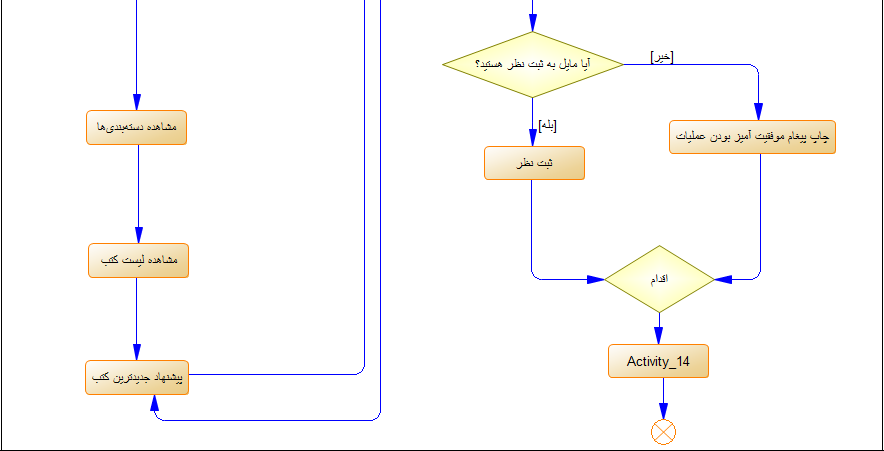 آیا مایل به ثبت نظر هستید؟
[خیر]
[بله]
چاپ پیغام موفقیت آمیز بودن عملیات
ثبت نظر
اقدام
Activity_14
مشاهده دسته‌بندی‌ها
مشاهده لیست کتب
پیشنهاد جدیدترین کتب